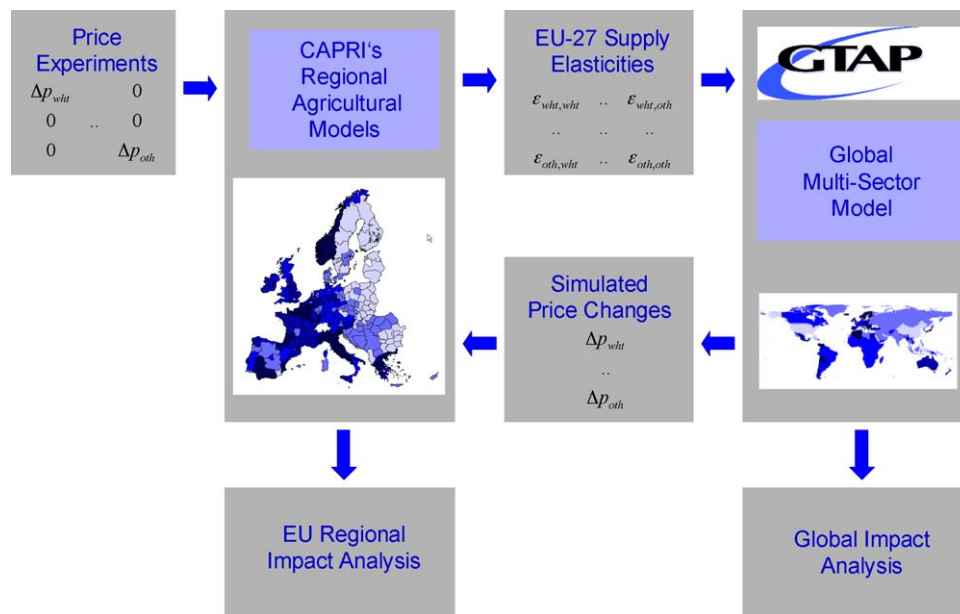 Price
Experiments
Δp_wht 0
0 .. 0
0 Δp_oth
CAPRI's
Regional
Agricultural
Models
EU-27 Supply
Elasticities
ε_wht,wht .. ε_wht,oth
.. .. ..
ε_oth,wht .. ε_oth,oth
GTAP
Global
Multi-Sector
Model
Simulated
Price Changes
Δp_wht
..
Δp_oth
EU Regional
Impact Analysis
Global Impact
Analysis